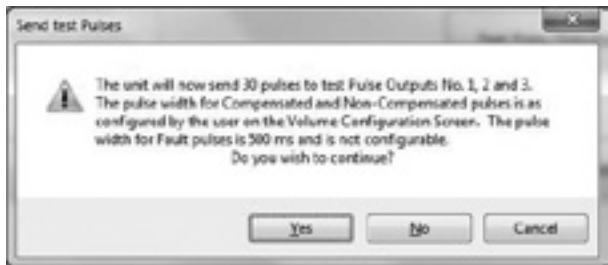 Send test Pulses
The unit will now send 30 pulses to test Pulse Outputs No. 1, 2 and 3.
The pulse width for Compensated and Non-Compensated pulses is as
configured by the user on the Volume Configuration Screen. The pulse
width for Fault pulses is 500 ms and is not configurable.
Do you wish to continue?
Yes
No
Cancel